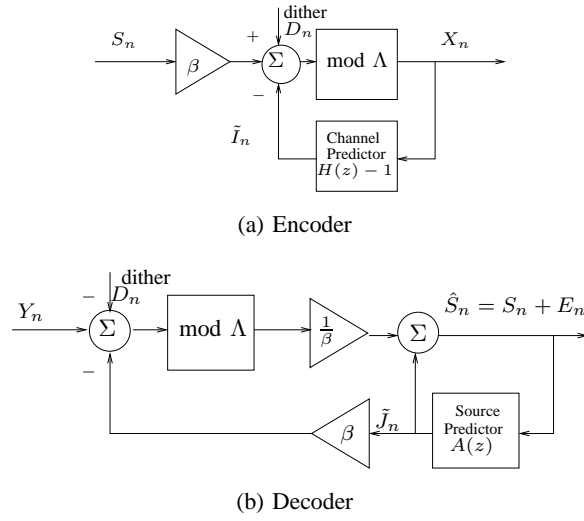 dither
D_n
S_n
+
Σ
mod Λ
X_n
β
−
Ĩ_n
Channel
Predictor
H(z) − 1
(a) Encoder
dither
D_n
Y_n
−
Σ
mod Λ
1/β
Σ
Ŝ_n = S_n + E_n
−
β
J̃_n
Source
Predictor
A(z)
(b) Decoder